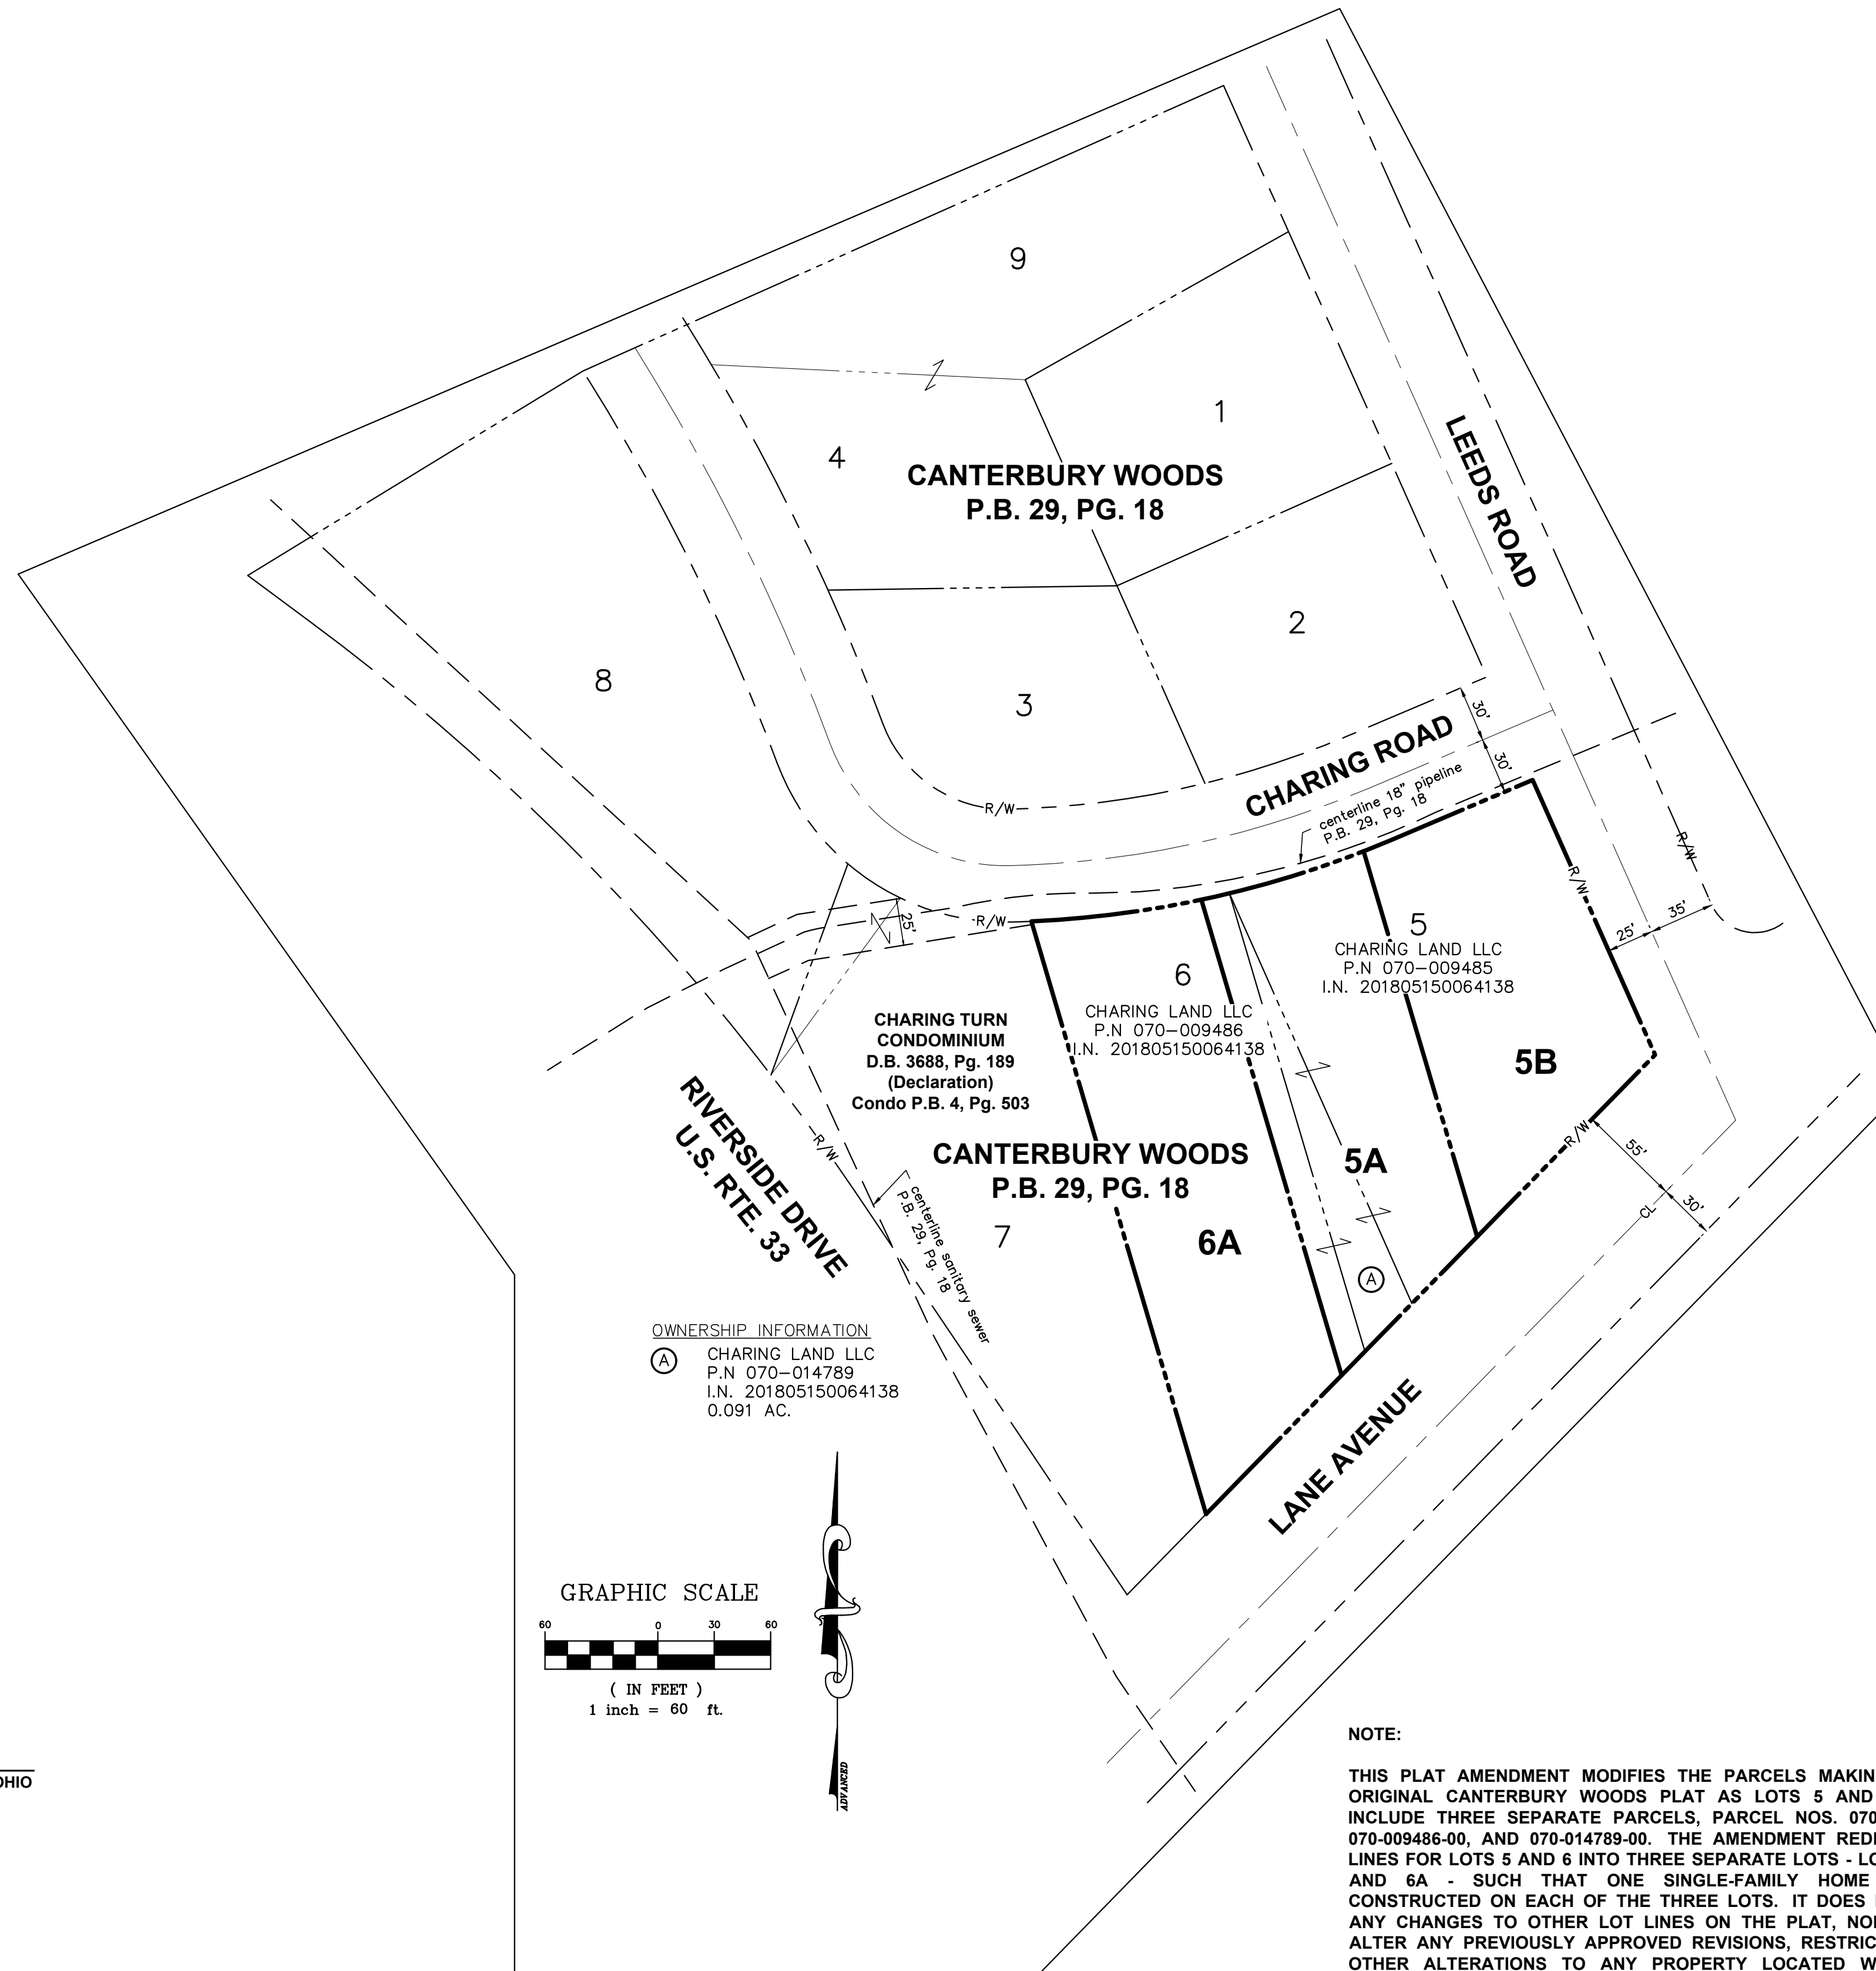 9
1
4
CANTERBURY WOODS
P.B. 29, PG. 18
LEEDS ROAD
2
8
3
30'
30'
CHARING ROAD
centerline 18" pipeline
P.B. 29, Pg. 18
R/W
R/W
R/W
R/W
25'
35'
25'
5
CHARING LAND LLC
P.N 070-009485
I.N. 201805150064138
6
CHARING LAND LLC
P.N 070-009486
I.N. 201805150064138
CHARING TURN
CONDOMINIUM
D.B. 3688, Pg. 189
(Declaration)
Condo P.B. 4, Pg. 503
5B
RIVERSIDE DRIVE
U.S. RTE. 33
R/W
R/W
55'
30'
CL
CANTERBURY WOODS
P.B. 29, PG. 18
5A
7
6A
centerline sanitary sewer
P.B. 29, Pg. 18
A
OWNERSHIP INFORMATION
A CHARING LAND LLC
P.N 070-014789
I.N. 201805150064138
0.091 AC.
LANE AVENUE
GRAPHIC SCALE
60 0 30 60
( IN FEET )
1 inch = 60 ft.
ADVANCED
OHIO
NOTE:
THIS PLAT AMENDMENT MODIFIES THE PARCELS MAKIN
ORIGINAL CANTERBURY WOODS PLAT AS LOTS 5 AND
INCLUDE THREE SEPARATE PARCELS, PARCEL NOS. 070
070-009486-00, AND 070-014789-00. THE AMENDMENT REDI
LINES FOR LOTS 5 AND 6 INTO THREE SEPARATE LOTS - LO
AND 6A - SUCH THAT ONE SINGLE-FAMILY HOME
CONSTRUCTED ON EACH OF THE THREE LOTS. IT DOES
ANY CHANGES TO OTHER LOT LINES ON THE PLAT, NO
ALTER ANY PREVIOUSLY APPROVED REVISIONS, RESTRIC
OTHER ALTERATIONS TO ANY PROPERTY LOCATED W